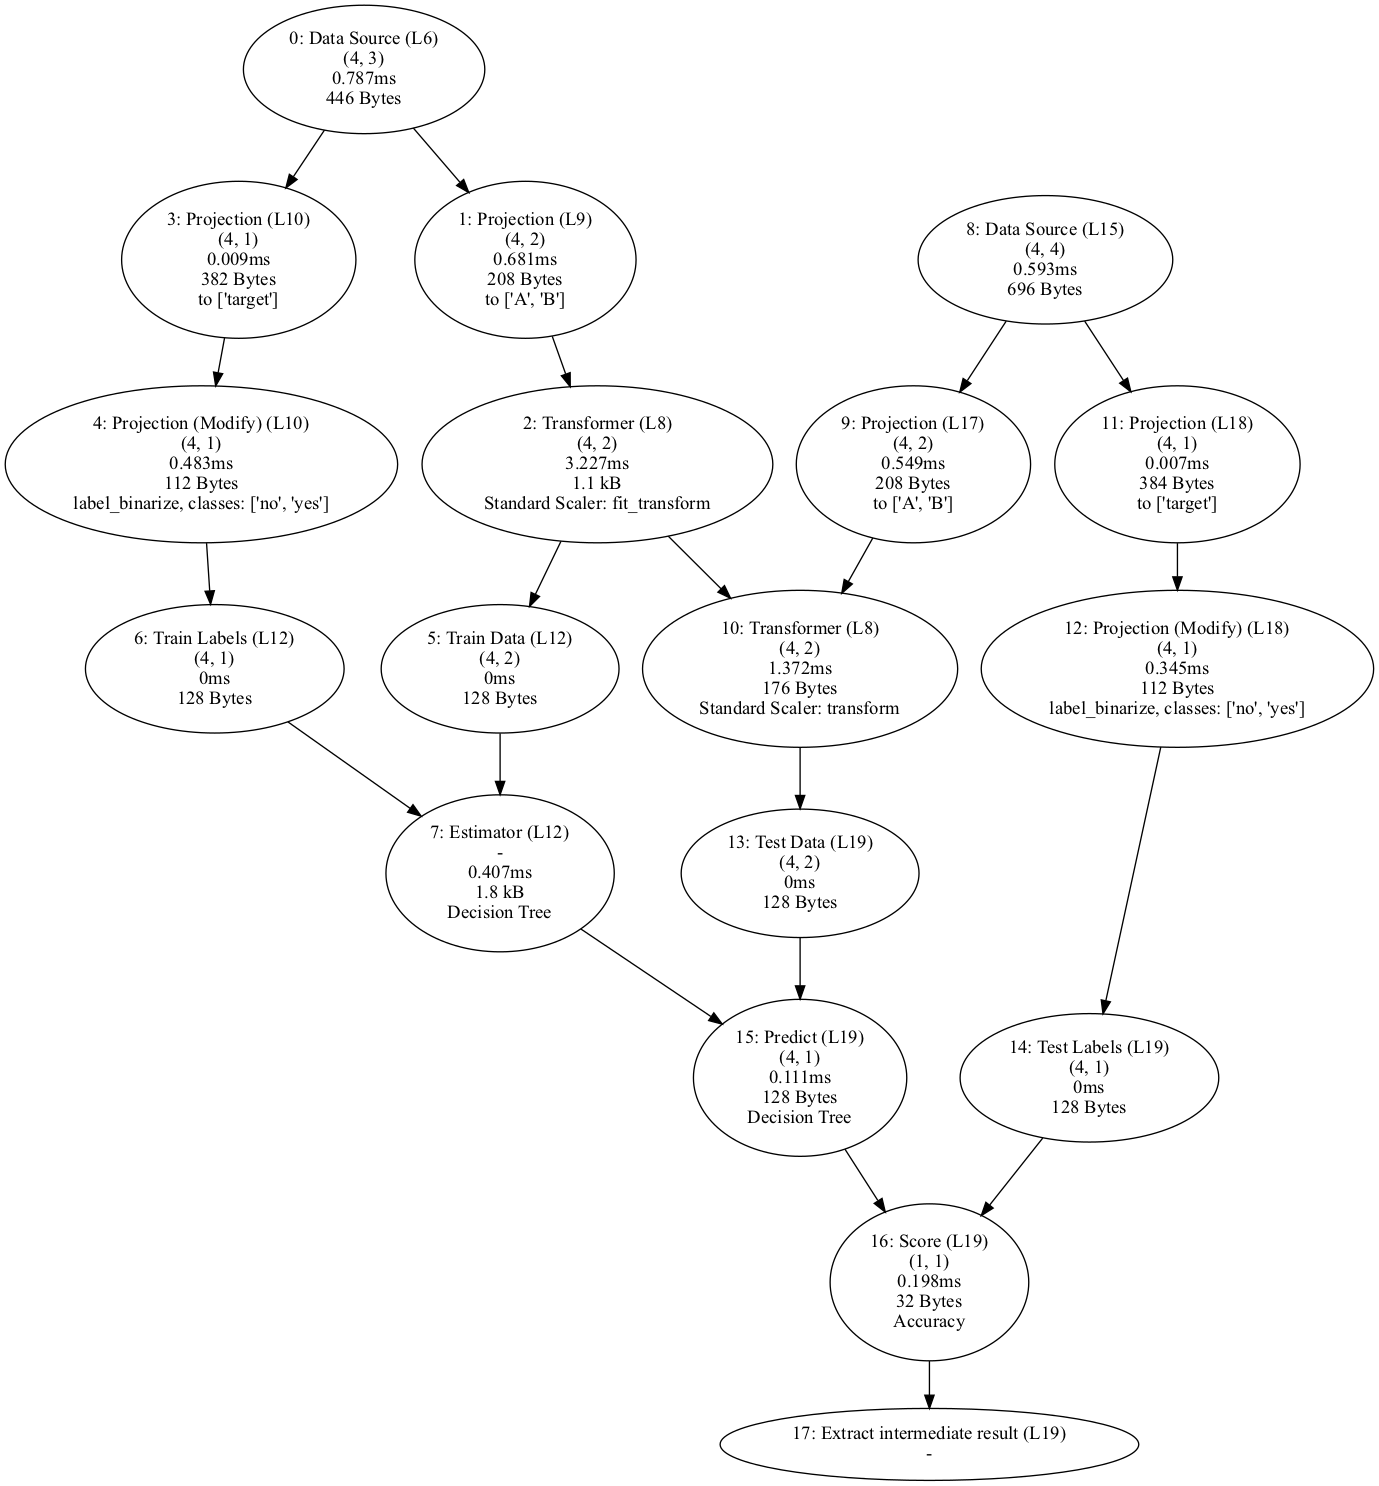 0: Data Source (L6)
(4, 3)
0.787ms
446 Bytes
3: Projection (L10)
(4, 1)
0.009ms
382 Bytes
to ['target']
1: Projection (L9)
(4, 2)
0.681ms
208 Bytes
to ['A', 'B']
8: Data Source (L15)
(4, 4)
0.593ms
696 Bytes
4: Projection (Modify) (L10)
(4, 1)
0.483ms
112 Bytes
label_binarize, classes: ['no', 'yes']
2: Transformer (L8)
(4, 2)
3.227ms
1.1 kB
Standard Scaler: fit_transform
9: Projection (L17)
(4, 2)
0.549ms
208 Bytes
to ['A', 'B']
11: Projection (L18)
(4, 1)
0.007ms
384 Bytes
to ['target']
6: Train Labels (L12)
(4, 1)
0ms
128 Bytes
5: Train Data (L12)
(4, 2)
0ms
128 Bytes
10: Transformer (L8)
(4, 2)
1.372ms
176 Bytes
Standard Scaler: transform
12: Projection (Modify) (L18)
(4, 1)
0.345ms
112 Bytes
label_binarize, classes: ['no', 'yes']
7: Estimator (L12)
-
0.407ms
1.8 kB
Decision Tree
13: Test Data (L19)
(4, 2)
0ms
128 Bytes
15: Predict (L19)
(4, 1)
0.111ms
128 Bytes
Decision Tree
14: Test Labels (L19)
(4, 1)
0ms
128 Bytes
16: Score (L19)
(1, 1)
0.198ms
32 Bytes
Accuracy
17: Extract intermediate result (L19)
-